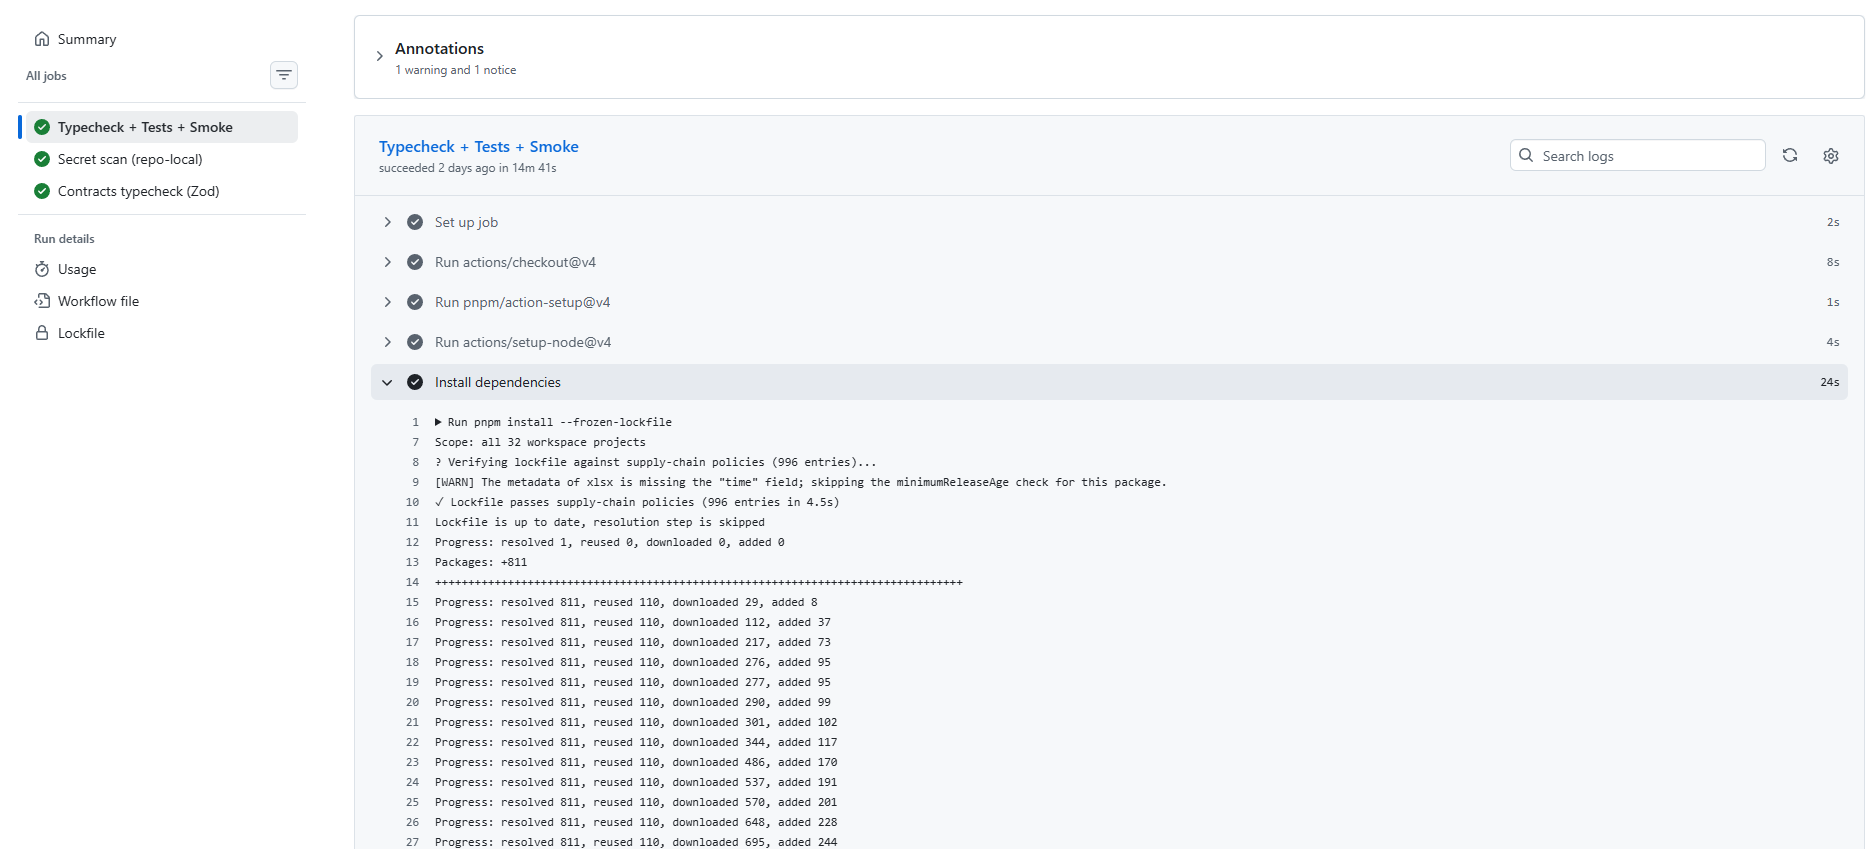 Summary
All jobs
Typecheck + Tests + Smoke
Secret scan (repo-local)
Contracts typecheck (Zod)
Run details
Usage
Workflow file
Lockfile
Annotations
1 warning and 1 notice
Typecheck + Tests + Smoke
succeeded 2 days ago in 14m 41s
Search logs
Set up job 2s
Run actions/checkout@v4 8s
Run pnpm/action-setup@v4 1s
Run actions/setup-node@v4 4s
Install dependencies 24s
1 ▶ Run pnpm install --frozen-lockfile
7 Scope: all 32 workspace projects
8 ? Verifying lockfile against supply-chain policies (996 entries)...
9 [WARN] The metadata of xlsx is missing the "time" field; skipping the minimumReleaseAge check for this package.
10 ✓ Lockfile passes supply-chain policies (996 entries in 4.5s)
11 Lockfile is up to date, resolution step is skipped
12 Progress: resolved 1, reused 0, downloaded 0, added 0
13 Packages: +811
14 ++++++++++++++++++++++++++++++++++++++++++++++++++++++++++++++++++++++++++++++++
15 Progress: resolved 811, reused 110, downloaded 29, added 8
16 Progress: resolved 811, reused 110, downloaded 112, added 37
17 Progress: resolved 811, reused 110, downloaded 217, added 73
18 Progress: resolved 811, reused 110, downloaded 276, added 95
19 Progress: resolved 811, reused 110, downloaded 277, added 95
20 Progress: resolved 811, reused 110, downloaded 290, added 99
21 Progress: resolved 811, reused 110, downloaded 301, added 102
22 Progress: resolved 811, reused 110, downloaded 344, added 117
23 Progress: resolved 811, reused 110, downloaded 486, added 170
24 Progress: resolved 811, reused 110, downloaded 537, added 191
25 Progress: resolved 811, reused 110, downloaded 570, added 201
26 Progress: resolved 811, reused 110, downloaded 648, added 228
27 Progress: resolved 811, reused 110, downloaded 695, added 244